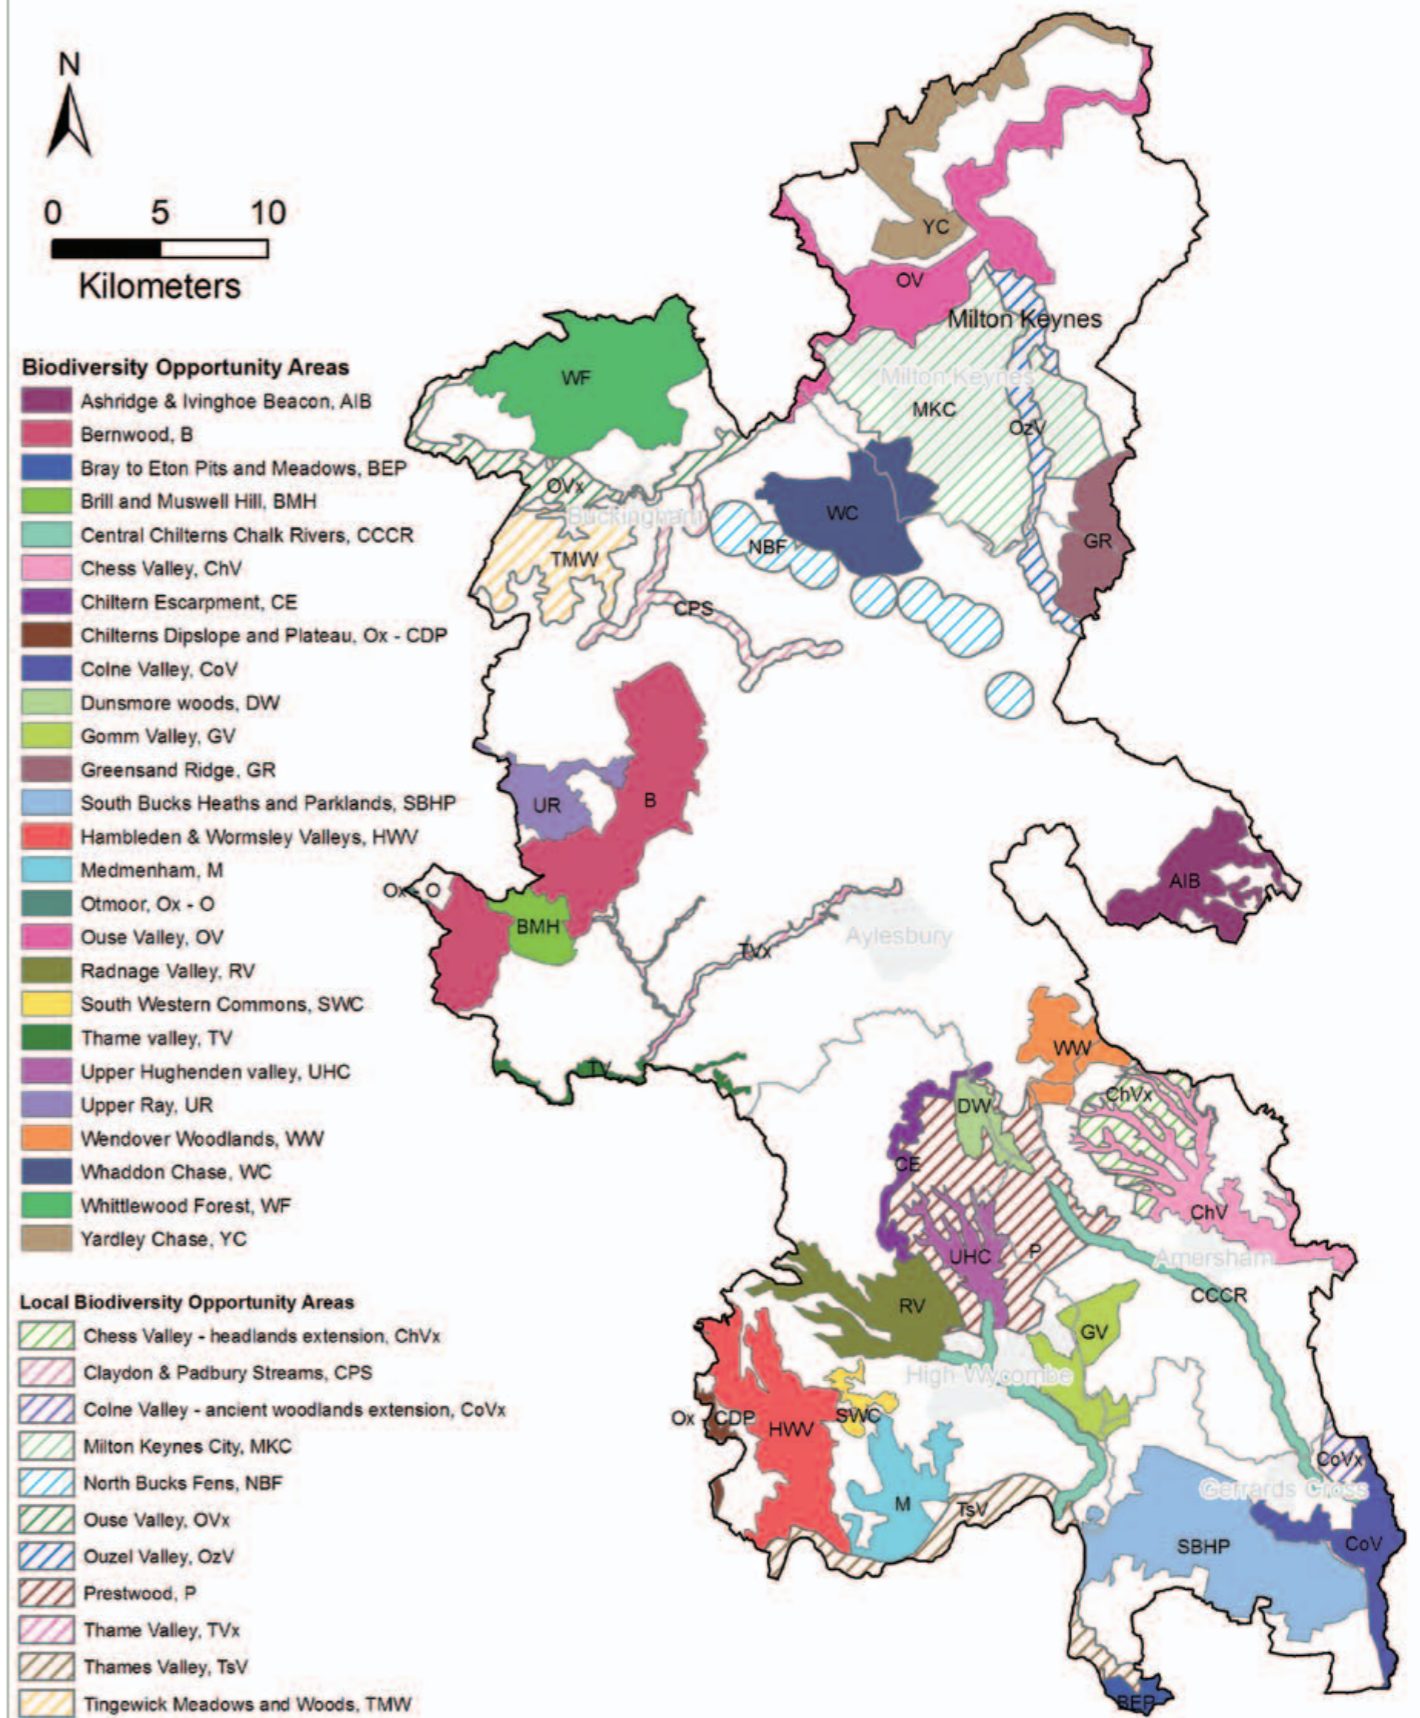 N
0 5 10
Kilometers
Biodiversity Opportunity Areas
Ashridge & Ivinghoe Beacon, AIB
Bernwood, B
Bray to Eton Pits and Meadows, BEP
Brill and Muswell Hill, BMH
Central Chilterns Chalk Rivers, CCCR
Chess Valley, ChV
Chiltern Escarpment, CE
Chilterns Dipslope and Plateau, Ox - CDP
Colne Valley, CoV
Dunsmore woods, DW
Gomm Valley, GV
Greensand Ridge, GR
South Bucks Heaths and Parklands, SBHP
Hambleden & Wormsley Valleys, HWV
Medmenham, M
Otmoor, Ox - O
Ouse Valley, OV
Radnage Valley, RV
South Western Commons, SWC
Thame valley, TV
Upper Hughenden valley, UHC
Upper Ray, UR
Wendover Woodlands, WW
Whaddon Chase, WC
Whittlewood Forest, WF
Yardley Chase, YC
Local Biodiversity Opportunity Areas
Chess Valley - headlands extension, ChVx
Claydon & Padbury Streams, CPS
Colne Valley - ancient woodlands extension, CoVx
Milton Keynes City, MKC
North Bucks Fens, NBF
Ouse Valley, OVx
Ouzel Valley, OzV
Prestwood, P
Thame Valley, TVx
Thames Valley, TsV
Tingewick Meadows and Woods, TMW
YC
OV
Milton Keynes
Milton Keynes
WF
MKC
OzV
OVx
Buckingham
WC
NBF
GR
TMW
CPS
UR
B
AIB
Ox - O
BMH
Aylesbury
TVx
WW
TV
ChVx
DW
CE
ChV
UHC
P
Amersham
CCCR
RV
GV
High Wycombe
Ox - CDP
SWC
HWV
CoVx
Gerrards Cross
M
TsV
SBHP
CoV
BEP